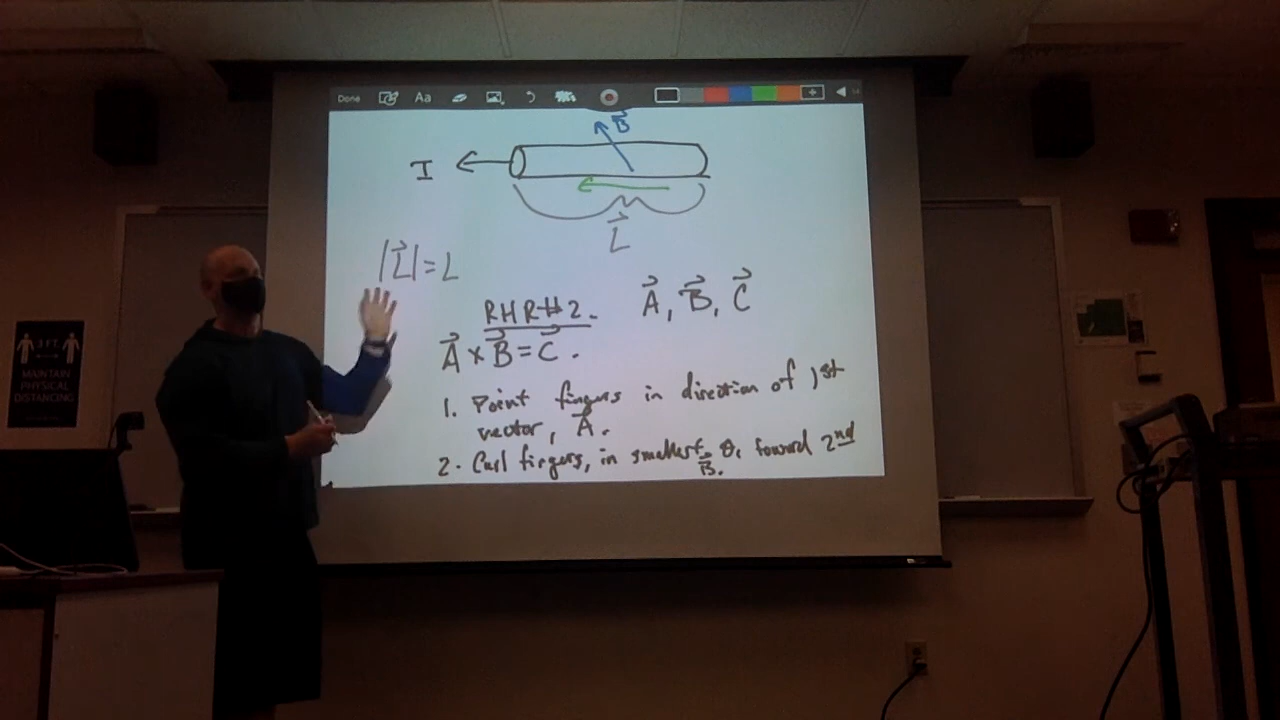 Done Aa
B⃗
I
L⃗
|L⃗| = L
RHR#2. A⃗, B⃗, C⃗
A⃗ × B⃗ = C⃗.
1. Point fingers in direction of 1st
vector, A⃗.
2. Curl fingers, in smallest θ, toward 2nd
B⃗.
3 FT.
MAINTAIN
PHYSICAL
DISTANCING